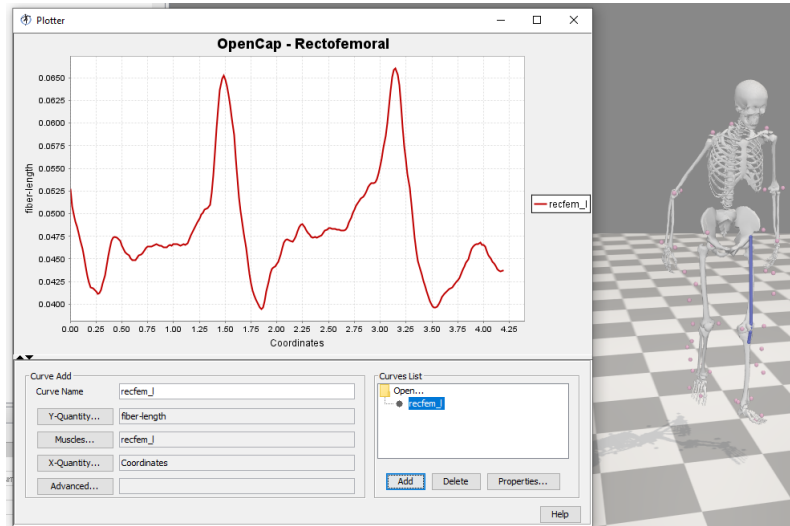 Plotter
OpenCap - Rectofemoral
fiber-length
0.0650
0.0625
0.0600
0.0575
0.0550
0.0525
0.0500
0.0475
0.0450
0.0425
0.0400
0.00 0.25 0.50 0.75 1.00 1.25 1.50 1.75 2.00 2.25 2.50 2.75 3.00 3.25 3.50 3.75 4.00 4.25
Coordinates
recfem_l
Curve Add
Curve Name recfem_l
Y-Quantity... fiber-length
Muscles... recfem_l
X-Quantity... Coordinates
Advanced...
Curves List
Open...
recfem_l
Add Delete Properties...
Help